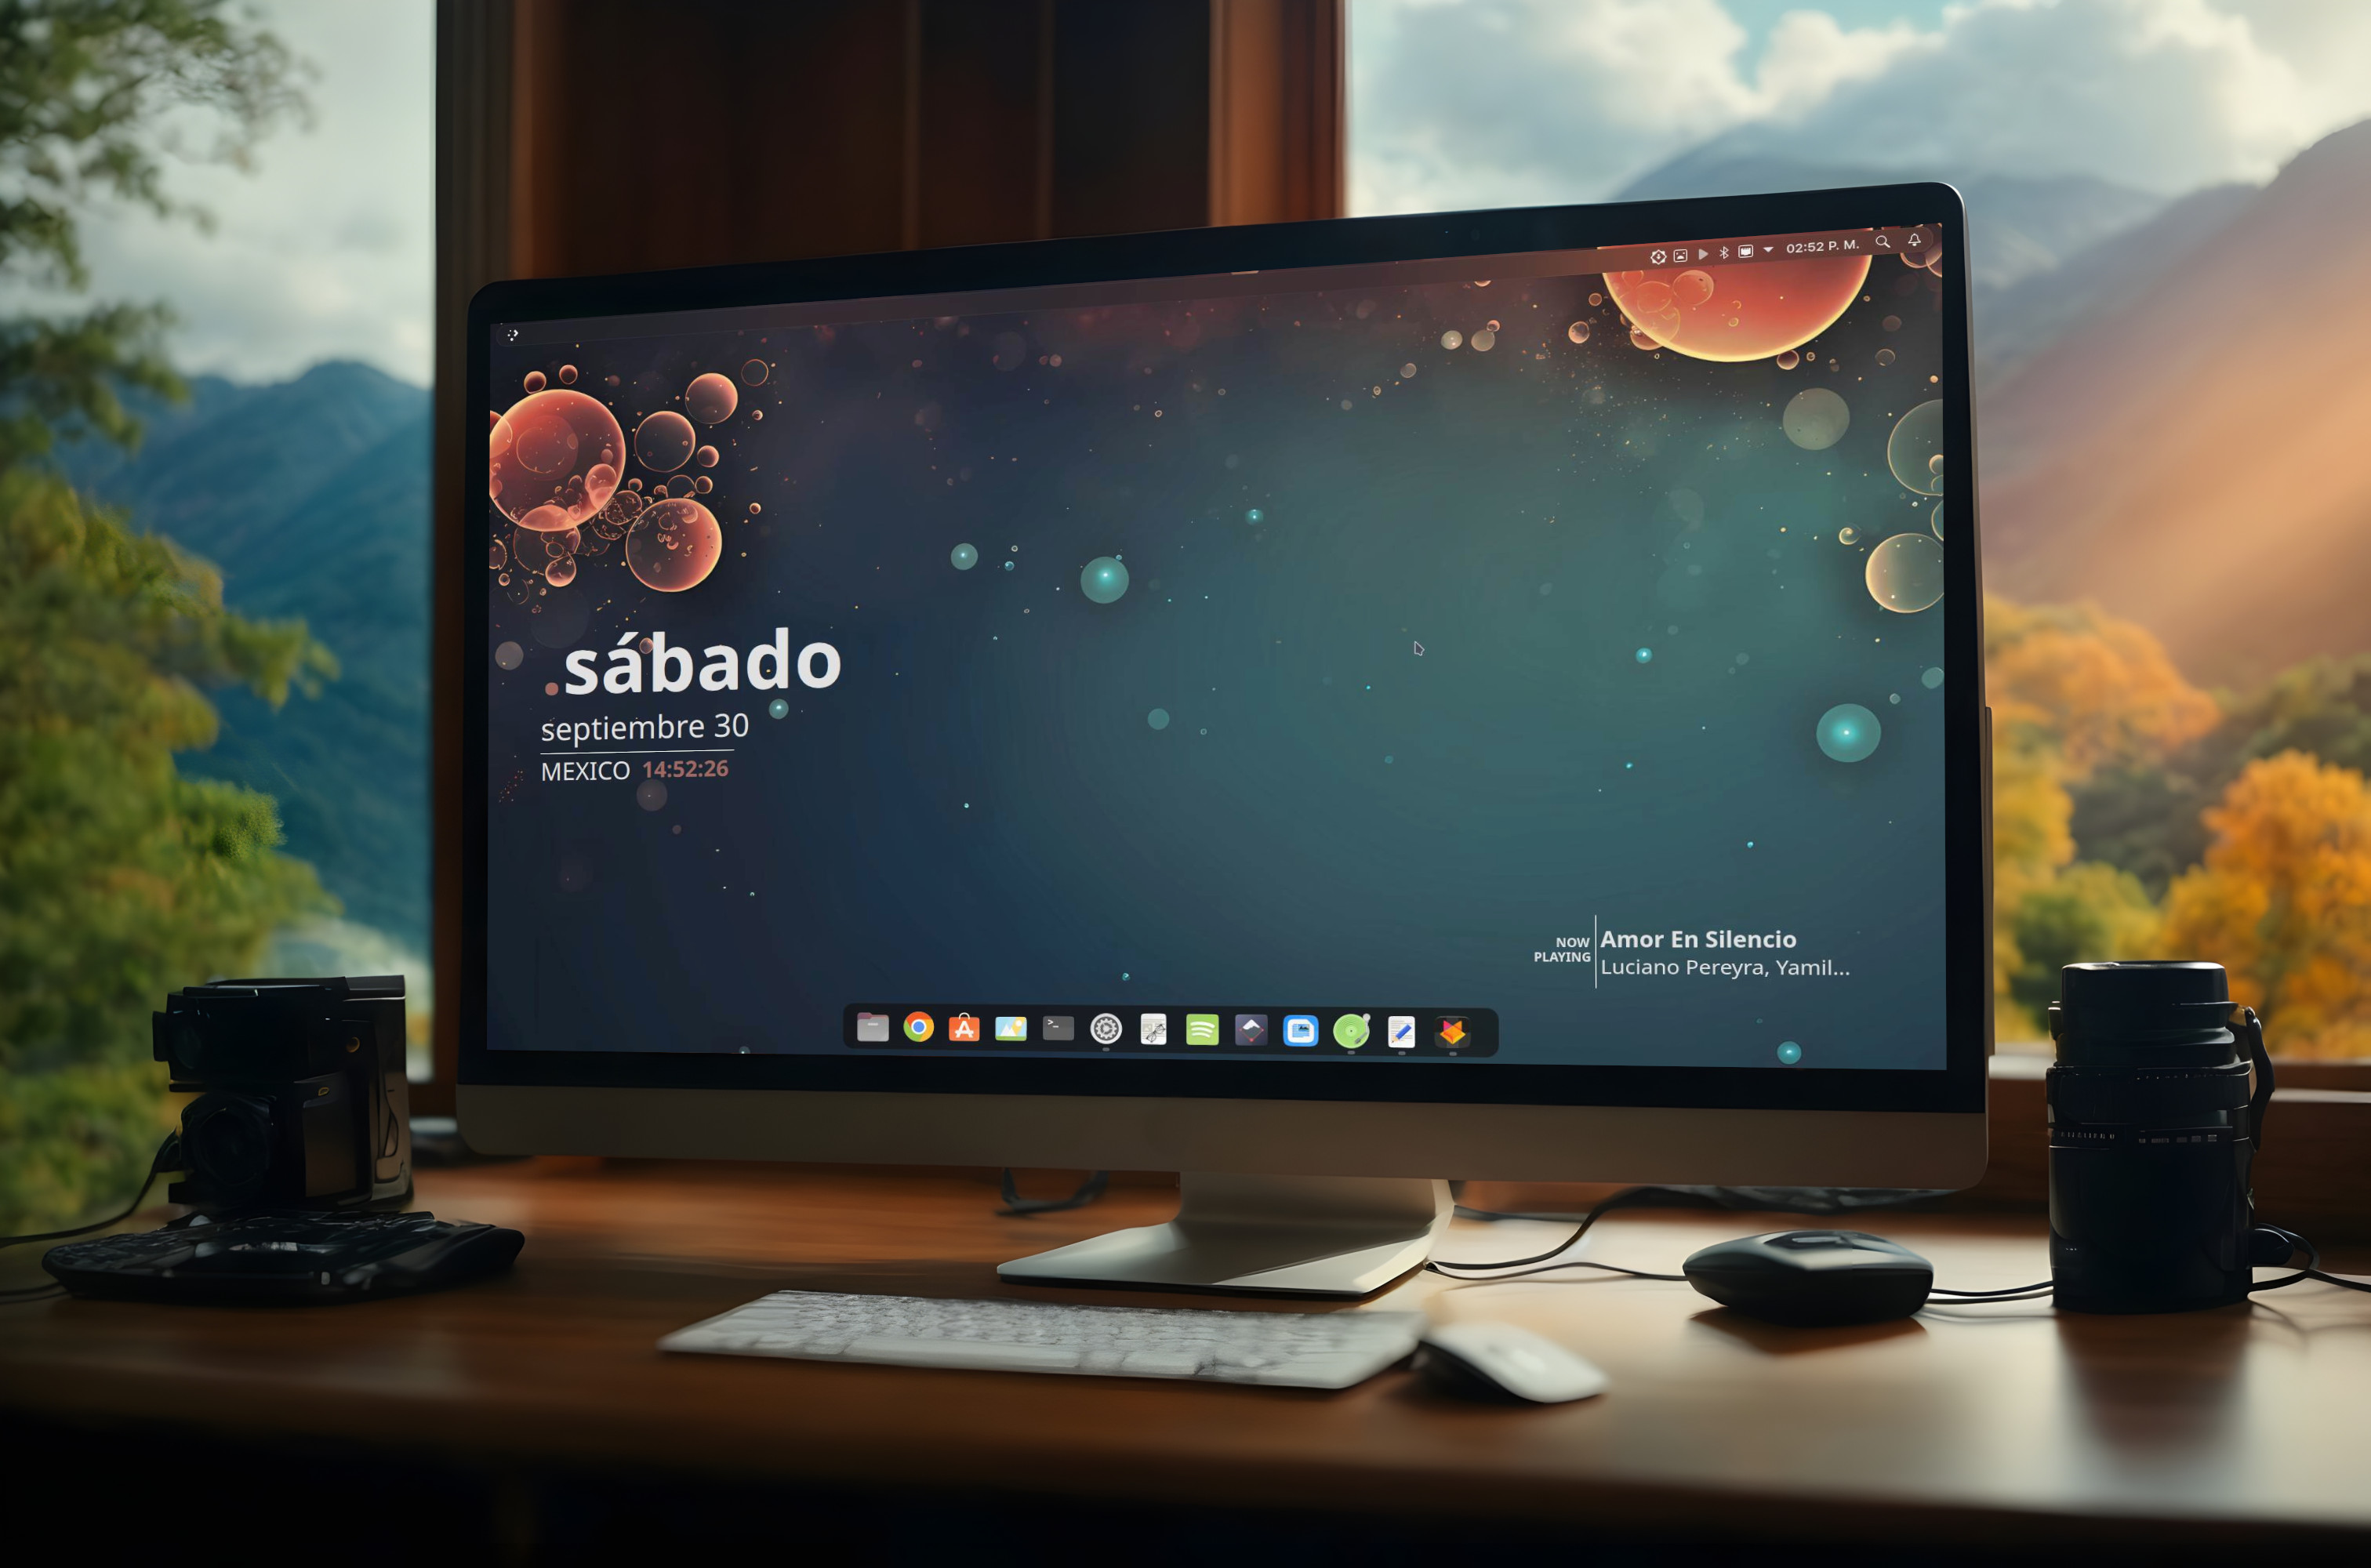 02:52 P. M.
sábado
septiembre 30
MEXICO 14:52:26
NOW
PLAYING
Amor En Silencio
Luciano Pereyra, Yamil...